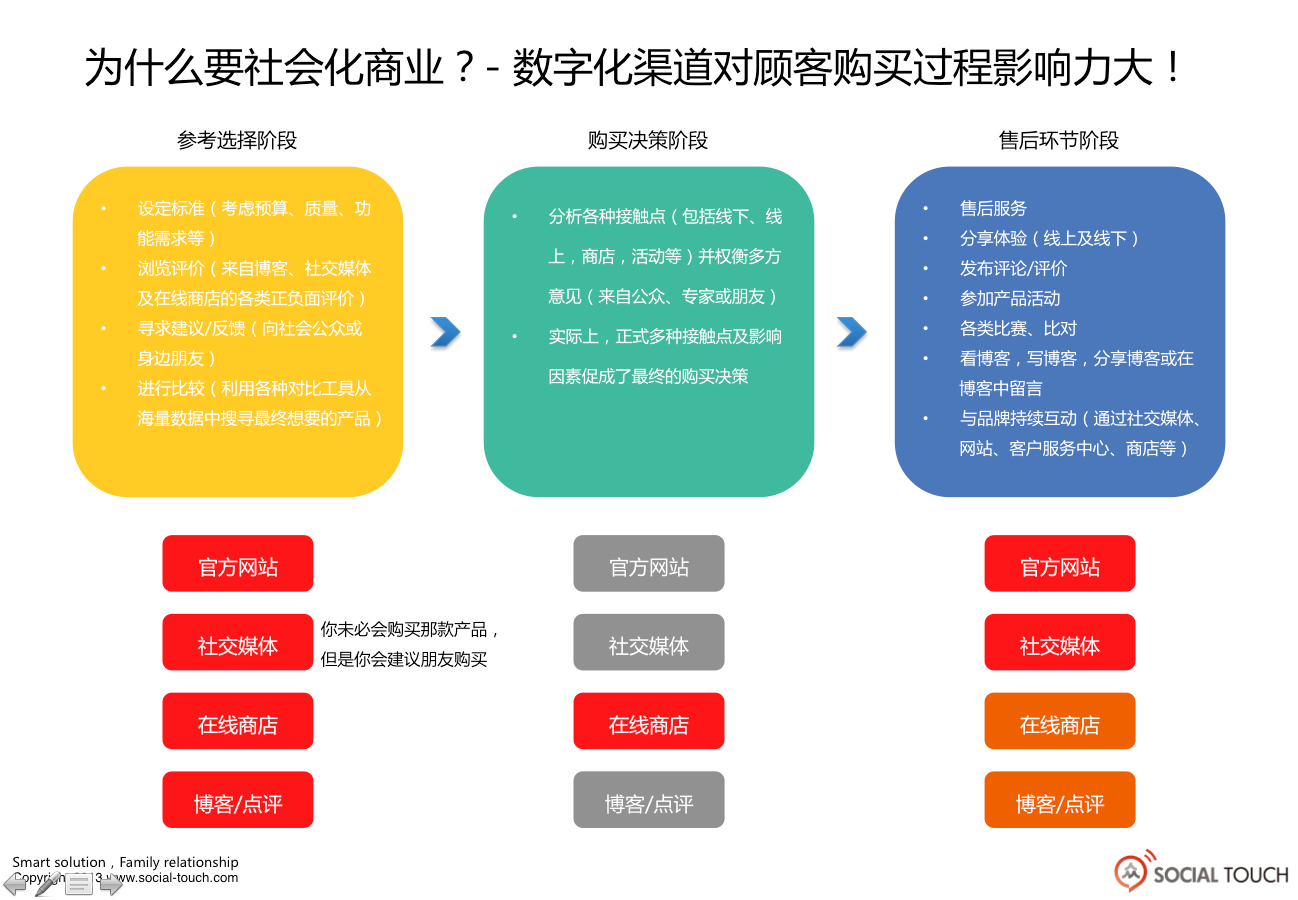 为什么要社会化商业？- 数字化渠道对顾客购买过程影响力大！
参考选择阶段
• 设定标准（考虑预算、质量、功
能需求等）
• 浏览评价（来自博客、社交媒体
及在线商店的各类正负面评价）
• 寻求建议/反馈（向社会公众或
身边朋友）
• 进行比较（利用各种对比工具从
海量数据中搜寻最终想要的产品）
购买决策阶段
• 分析各种接触点（包括线下、线
上，商店，活动等）并权衡多方
意见（来自公众、专家或朋友）
• 实际上，正式多种接触点及影响
因素促成了最终的购买决策
售后环节阶段
• 售后服务
• 分享体验（线上及线下）
• 发布评论/评价
• 参加产品活动
• 各类比赛、比对
• 看博客，写博客，分享博客或在
博客中留言
• 与品牌持续互动（通过社交媒体、
网站、客户服务中心、商店等）
官方网站
社交媒体
你未必会购买那款产品，
但是你会建议朋友购买
在线商店
博客/点评
官方网站
社交媒体
在线商店
博客/点评
官方网站
社交媒体
在线商店
博客/点评
Smart solution，Family relationship
www.social-touch.com
SOCIAL TOUCH